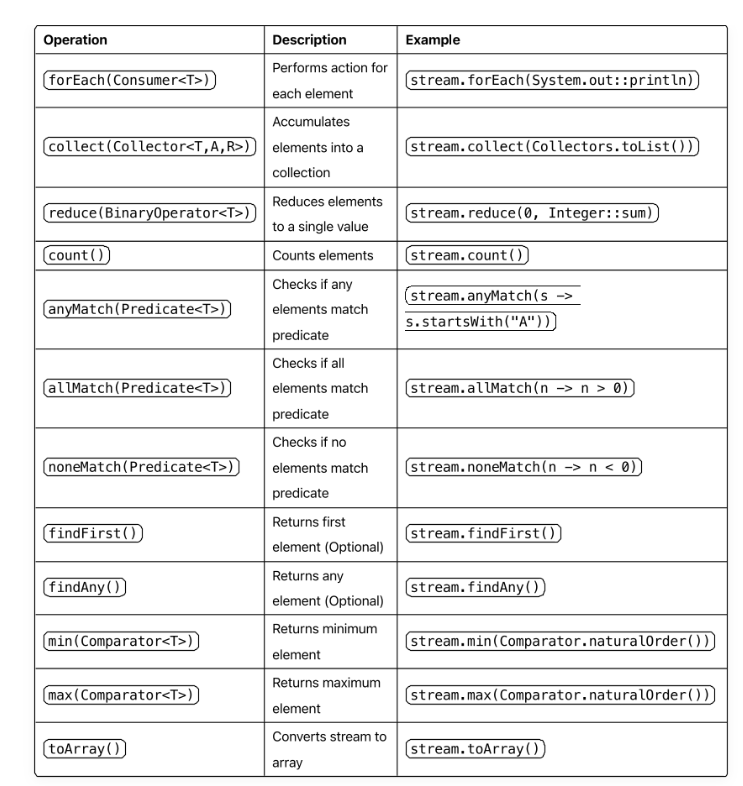 Operation Description Example
forEach(Consumer<T>) Performs action for each element stream.forEach(System.out::println)
collect(Collector<T,A,R>) Accumulates elements into a collection stream.collect(Collectors.toList())
reduce(BinaryOperator<T>) Reduces elements to a single value stream.reduce(0, Integer::sum)
count() Counts elements stream.count()
anyMatch(Predicate<T>) Checks if any elements match predicate stream.anyMatch(s -> s.startsWith("A"))
allMatch(Predicate<T>) Checks if all elements match predicate stream.allMatch(n -> n > 0)
noneMatch(Predicate<T>) Checks if no elements match predicate stream.noneMatch(n -> n < 0)
findFirst() Returns first element (Optional) stream.findFirst()
findAny() Returns any element (Optional) stream.findAny()
min(Comparator<T>) Returns minimum element stream.min(Comparator.naturalOrder())
max(Comparator<T>) Returns maximum element stream.max(Comparator.naturalOrder())
toArray() Converts stream to array stream.toArray()